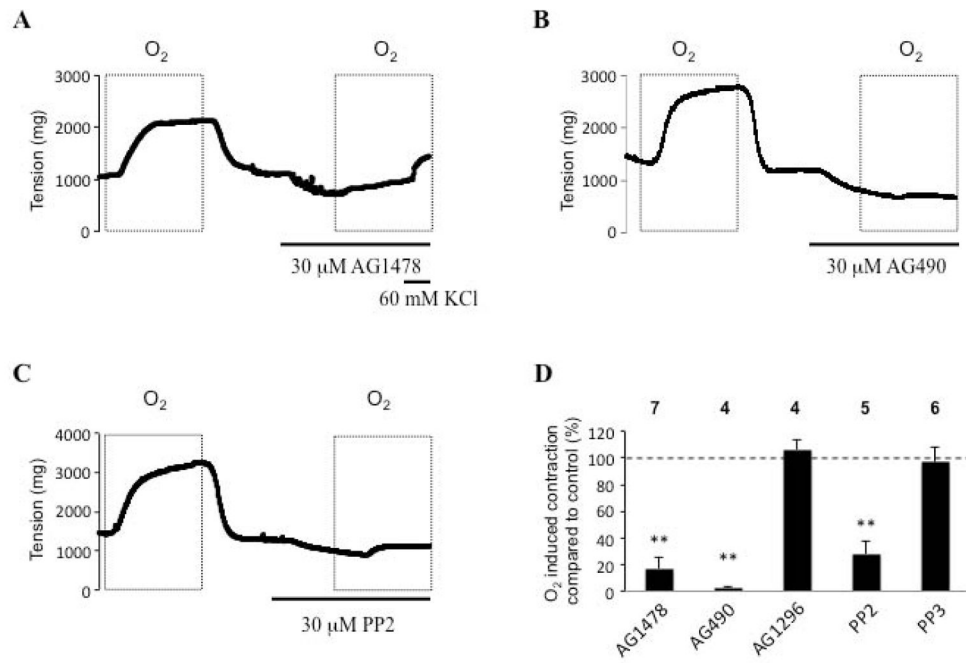 A
B
O₂
O₂
O₂
O₂
3000
2000
1000
0
Tension (mg)
3000
2000
1000
0
Tension (mg)
30 µM AG1478
60 mM KCl
30 µM AG490
C
D
O₂
O₂
4000
3000
2000
1000
0
Tension (mg)
30 µM PP2
7 4 4 5 6
O₂ induced contraction
compared to control (%)
120
100
80
60
40
20
0
**
**
**
AG1478
AG490
AG1296
PP2
PP3